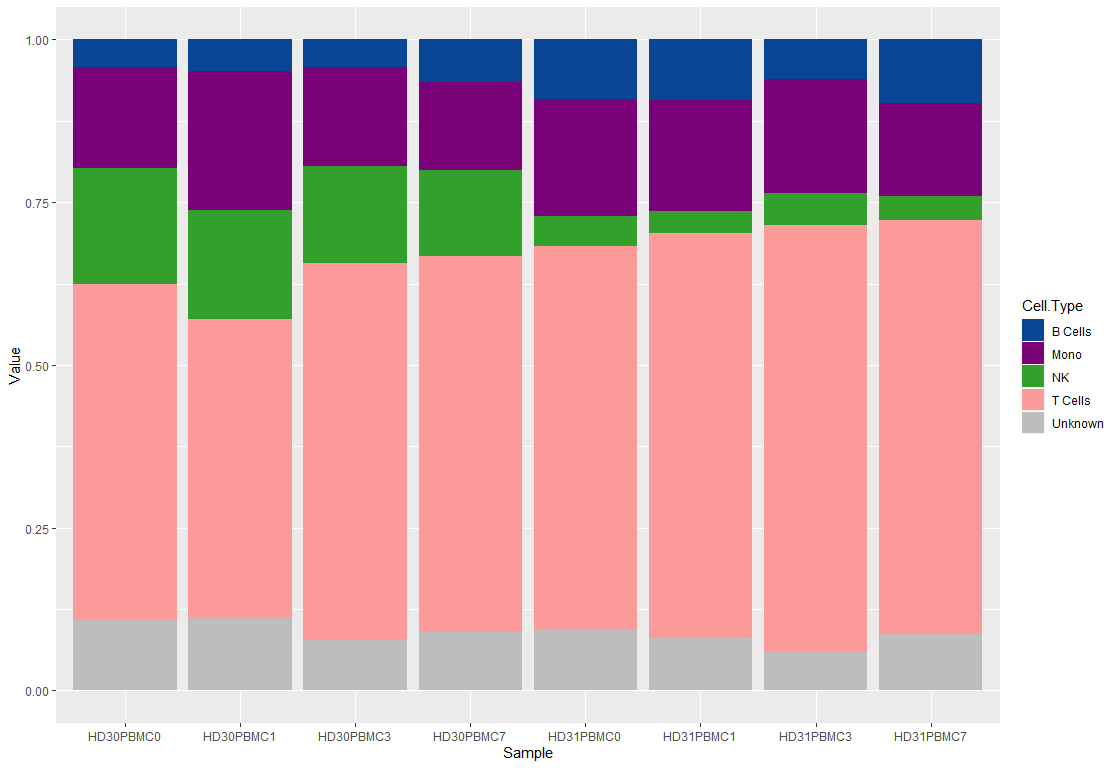 1.00
0.75
0.50
0.25
0.00
Value
HD30PBMC0 HD30PBMC1 HD30PBMC3 HD30PBMC7 HD31PBMC0 HD31PBMC1 HD31PBMC3 HD31PBMC7
Sample
Cell.Type
B Cells
Mono
NK
T Cells
Unknown